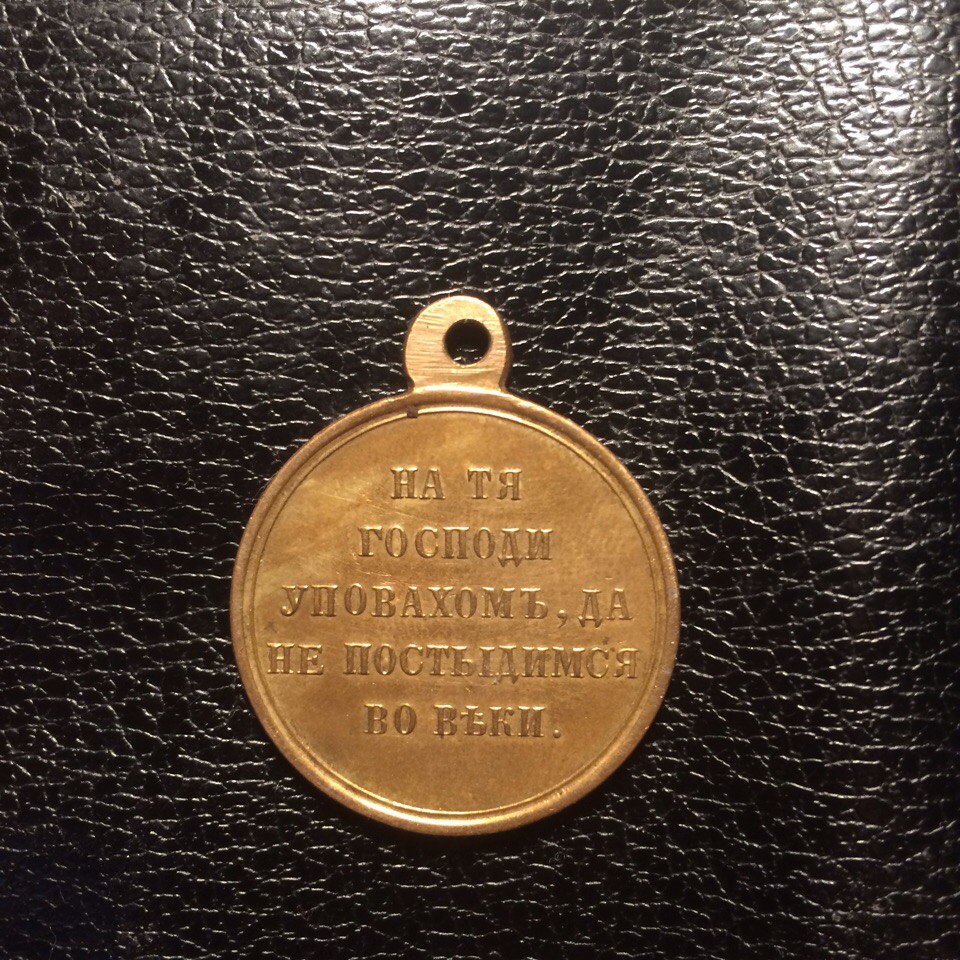 НА ТЯ
ГОСПОДИ
УПОВАХОМЪ, ДА
НЕ ПОСТЫДИМСЯ
ВО ВѢКИ.